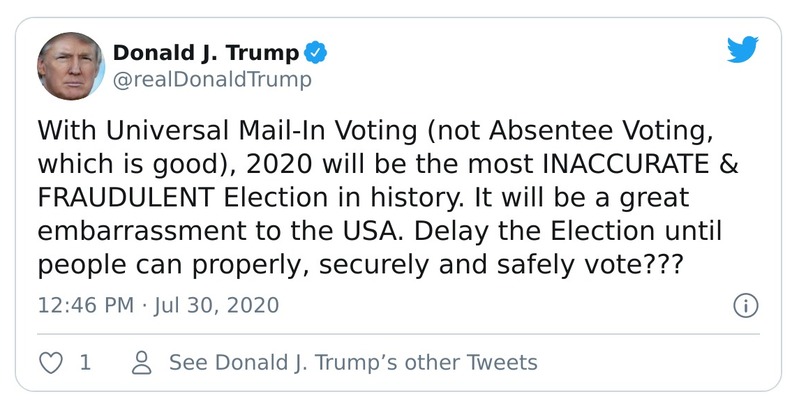 Donald J. Trump
@realDonaldTrump
With Universal Mail-In Voting (not Absentee Voting,
which is good), 2020 will be the most INACCURATE &
FRAUDULENT Election in history. It will be a great
embarrassment to the USA. Delay the Election until
people can properly, securely and safely vote???
12:46 PM · Jul 30, 2020
1 See Donald J. Trump’s other Tweets